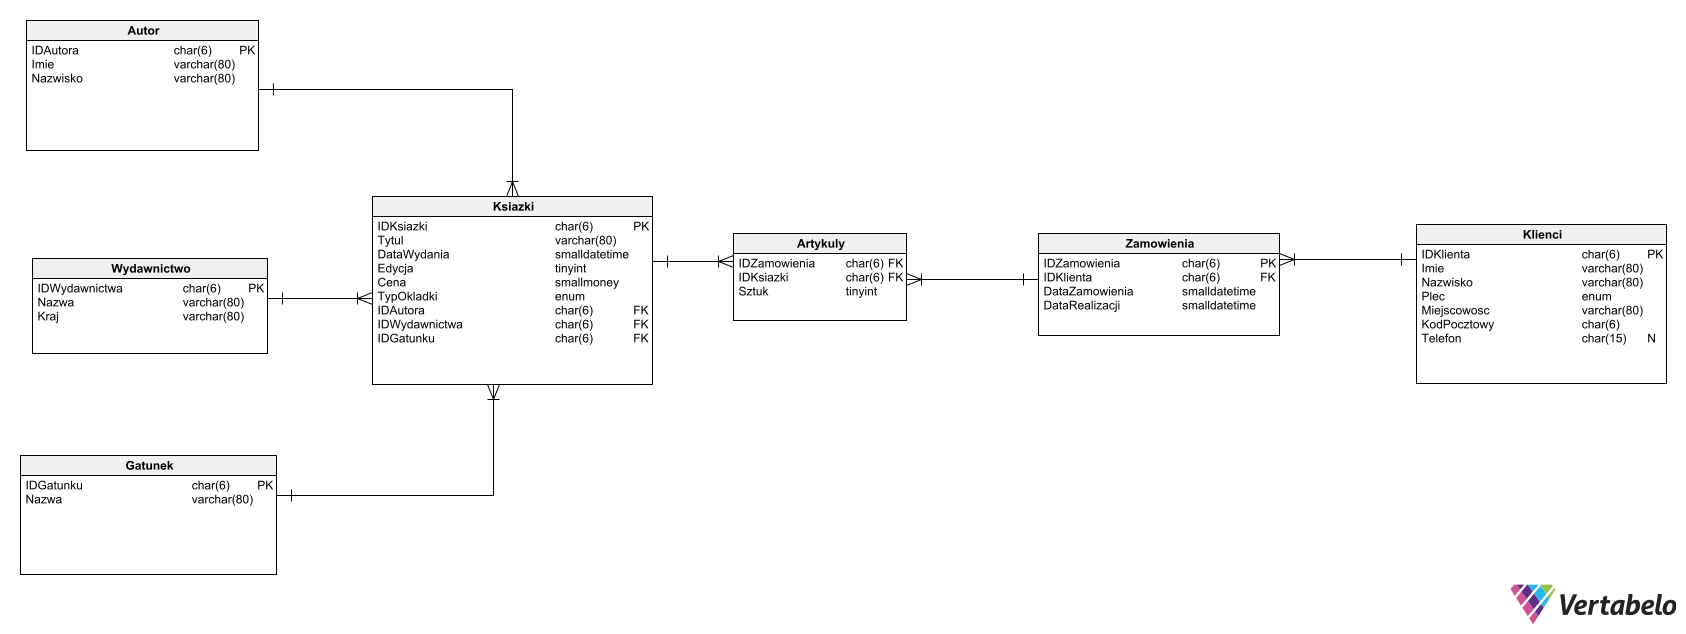 Autor
IDAutora char(6) PK
Imie varchar(80)
Nazwisko varchar(80)
Wydawnictwo
IDWydawnictwa char(6) PK
Nazwa varchar(80)
Kraj varchar(80)
Gatunek
IDGatunku char(6) PK
Nazwa varchar(80)
Ksiazki
IDKsiazki char(6) PK
Tytul varchar(80)
DataWydania smalldatetime
Edycja tinyint
Cena smallmoney
TypOkladki enum
IDAutora char(6) FK
IDWydawnictwa char(6) FK
IDGatunku char(6) FK
Artykuly
IDZamowienia char(6) FK
IDKsiazki char(6) FK
Sztuk tinyint
Zamowienia
IDZamowienia char(6) PK
IDKlienta char(6) FK
DataZamowienia smalldatetime
DataRealizacji smalldatetime
Klienci
IDKlienta char(6) PK
Imie varchar(80)
Nazwisko varchar(80)
Plec enum
Miejscowosc varchar(80)
KodPocztowy char(6)
Telefon char(15) N
Vertabelo